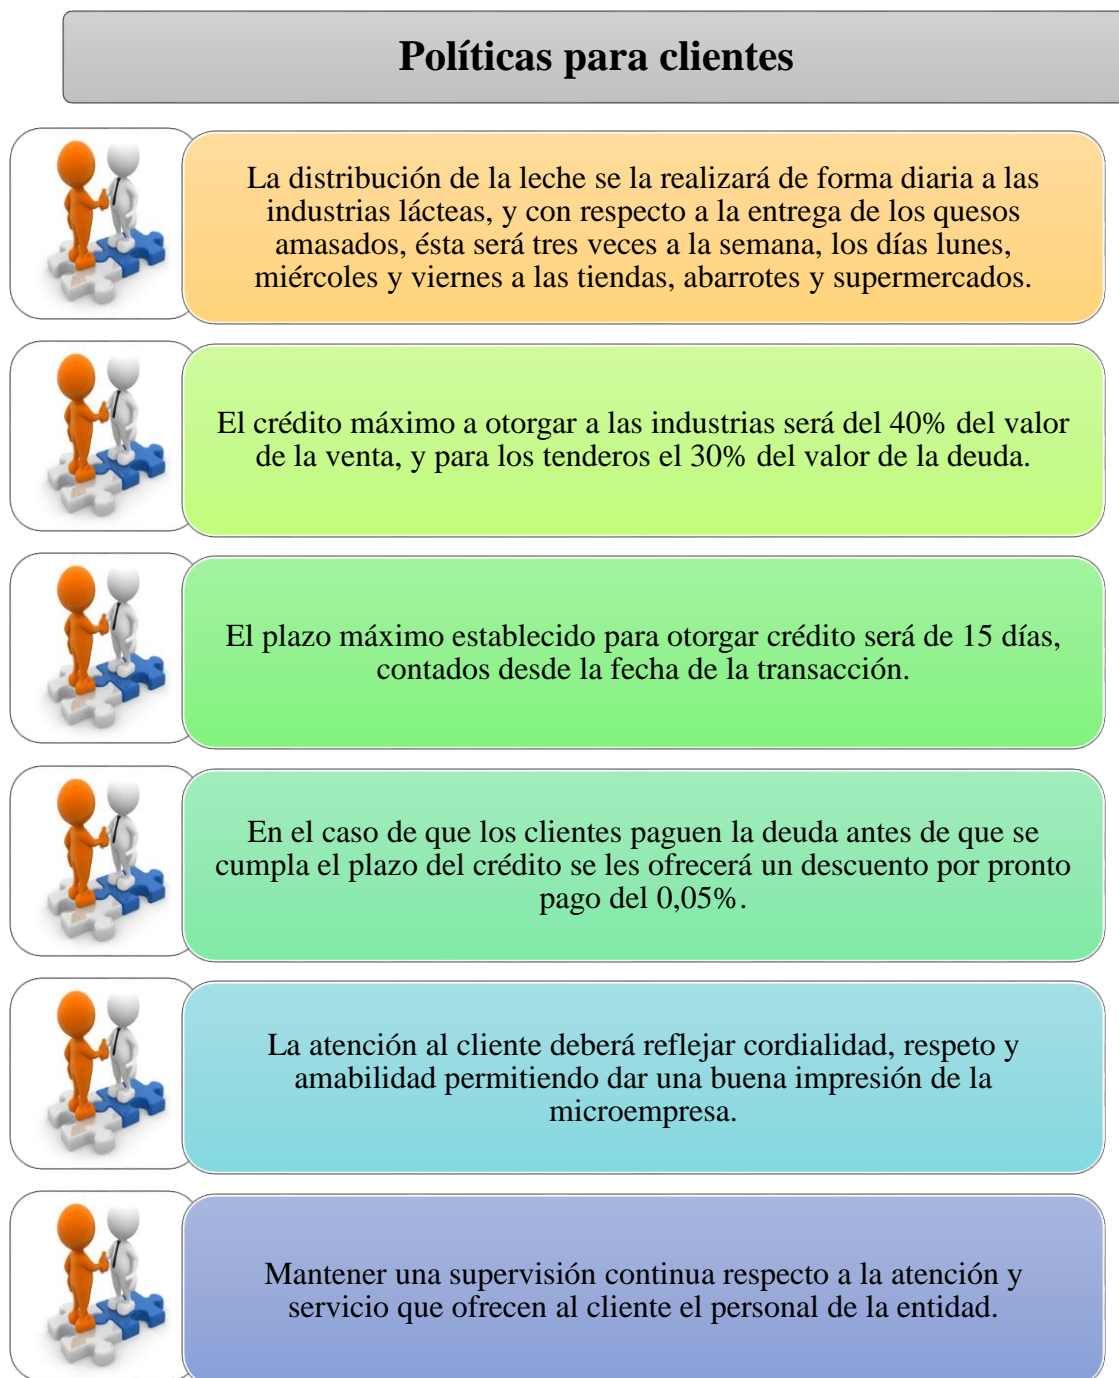 Políticas para clientes
La distribución de la leche se la realizará de forma diaria a las
industrias lácteas, y con respecto a la entrega de los quesos
amasados, ésta será tres veces a la semana, los días lunes,
miércoles y viernes a las tiendas, abarrotes y supermercados.
El crédito máximo a otorgar a las industrias será del 40% del valor
de la venta, y para los tenderos el 30% del valor de la deuda.
El plazo máximo establecido para otorgar crédito será de 15 días,
contados desde la fecha de la transacción.
En el caso de que los clientes paguen la deuda antes de que se
cumpla el plazo del crédito se les ofrecerá un descuento por pronto
pago del 0,05%.
La atención al cliente deberá reflejar cordialidad, respeto y
amabilidad permitiendo dar una buena impresión de la
microempresa.
Mantener una supervisión continua respecto a la atención y
servicio que ofrecen al cliente el personal de la entidad.